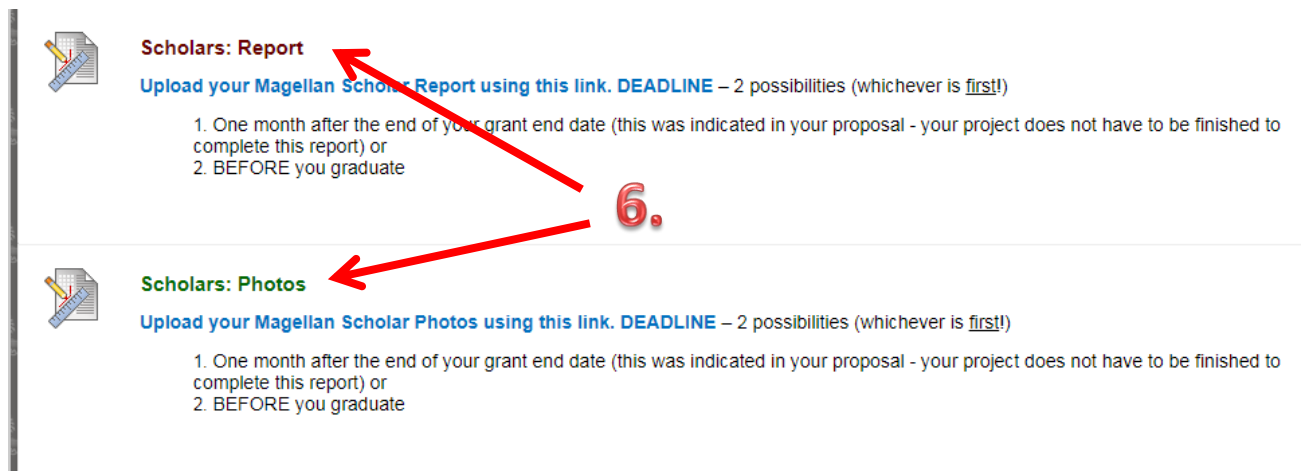 Scholars: Report
Upload your Magellan Scholar Report using this link. DEADLINE – 2 possibilities (whichever is first!)
1. One month after the end of your grant end date (this was indicated in your proposal - your project does not have to be finished to
complete this report) or
2. BEFORE you graduate
6.
Scholars: Photos
Upload your Magellan Scholar Photos using this link. DEADLINE – 2 possibilities (whichever is first!)
1. One month after the end of your grant end date (this was indicated in your proposal - your project does not have to be finished to
complete this report) or
2. BEFORE you graduate